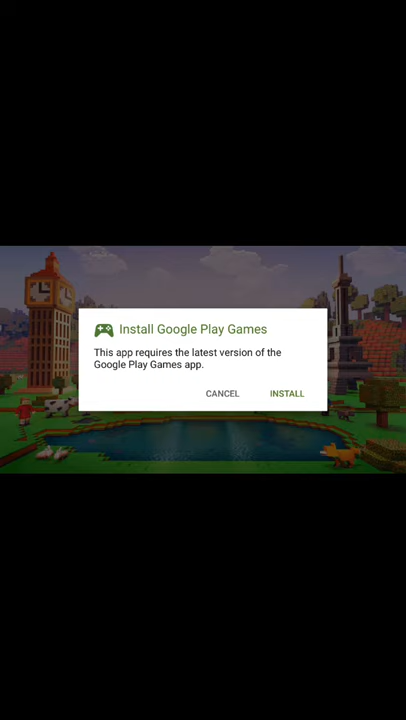 Install Google Play Games
This app requires the latest version of the
Google Play Games app.
CANCEL
INSTALL